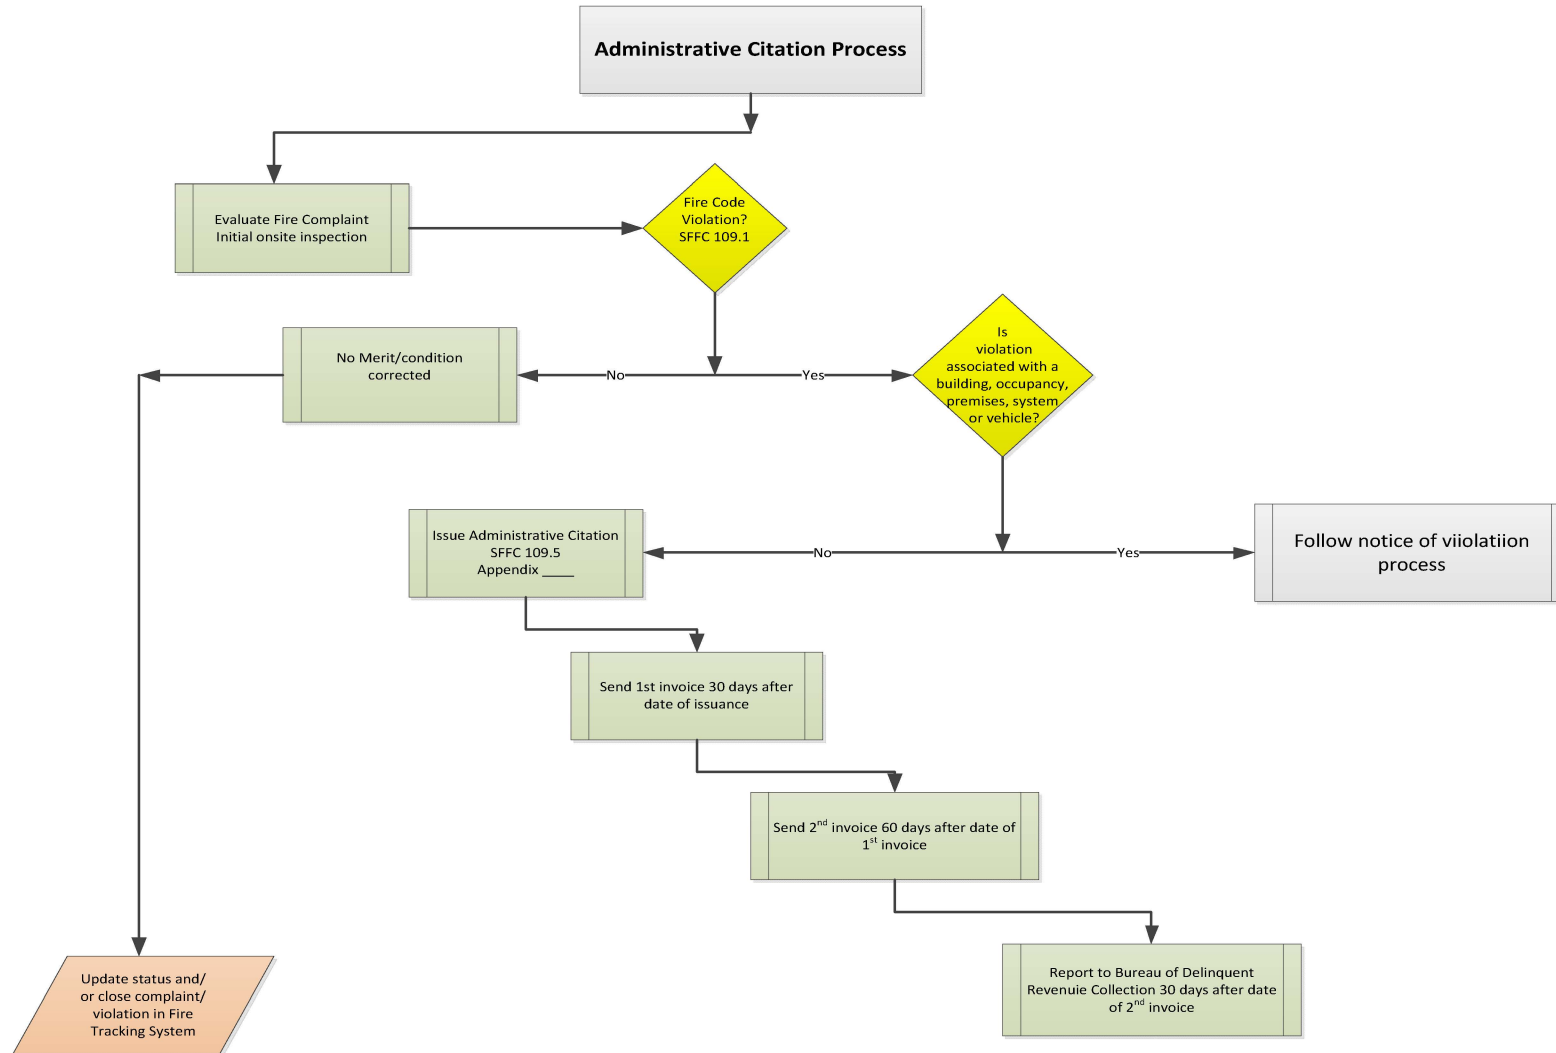 Administrative Citation Process
Evaluate Fire Complaint
Initial onsite inspection
Fire Code
Violation?
SFFC 109.1
No Merit/condition
corrected
No
Yes
Is
violation
associated with a
building, occupancy,
premises, system
or vehicle?
Issue Administrative Citation
SFFC 109.5
Appendix ____
No
Yes
Follow notice of viiolatiion
process
Send 1st invoice 30 days after
date of issuance
Send 2nd invoice 60 days after date of
1st invoice
Report to Bureau of Delinquent
Revenuie Collection 30 days after date
of 2nd invoice
Update status and/
or close complaint/
violation in Fire
Tracking System